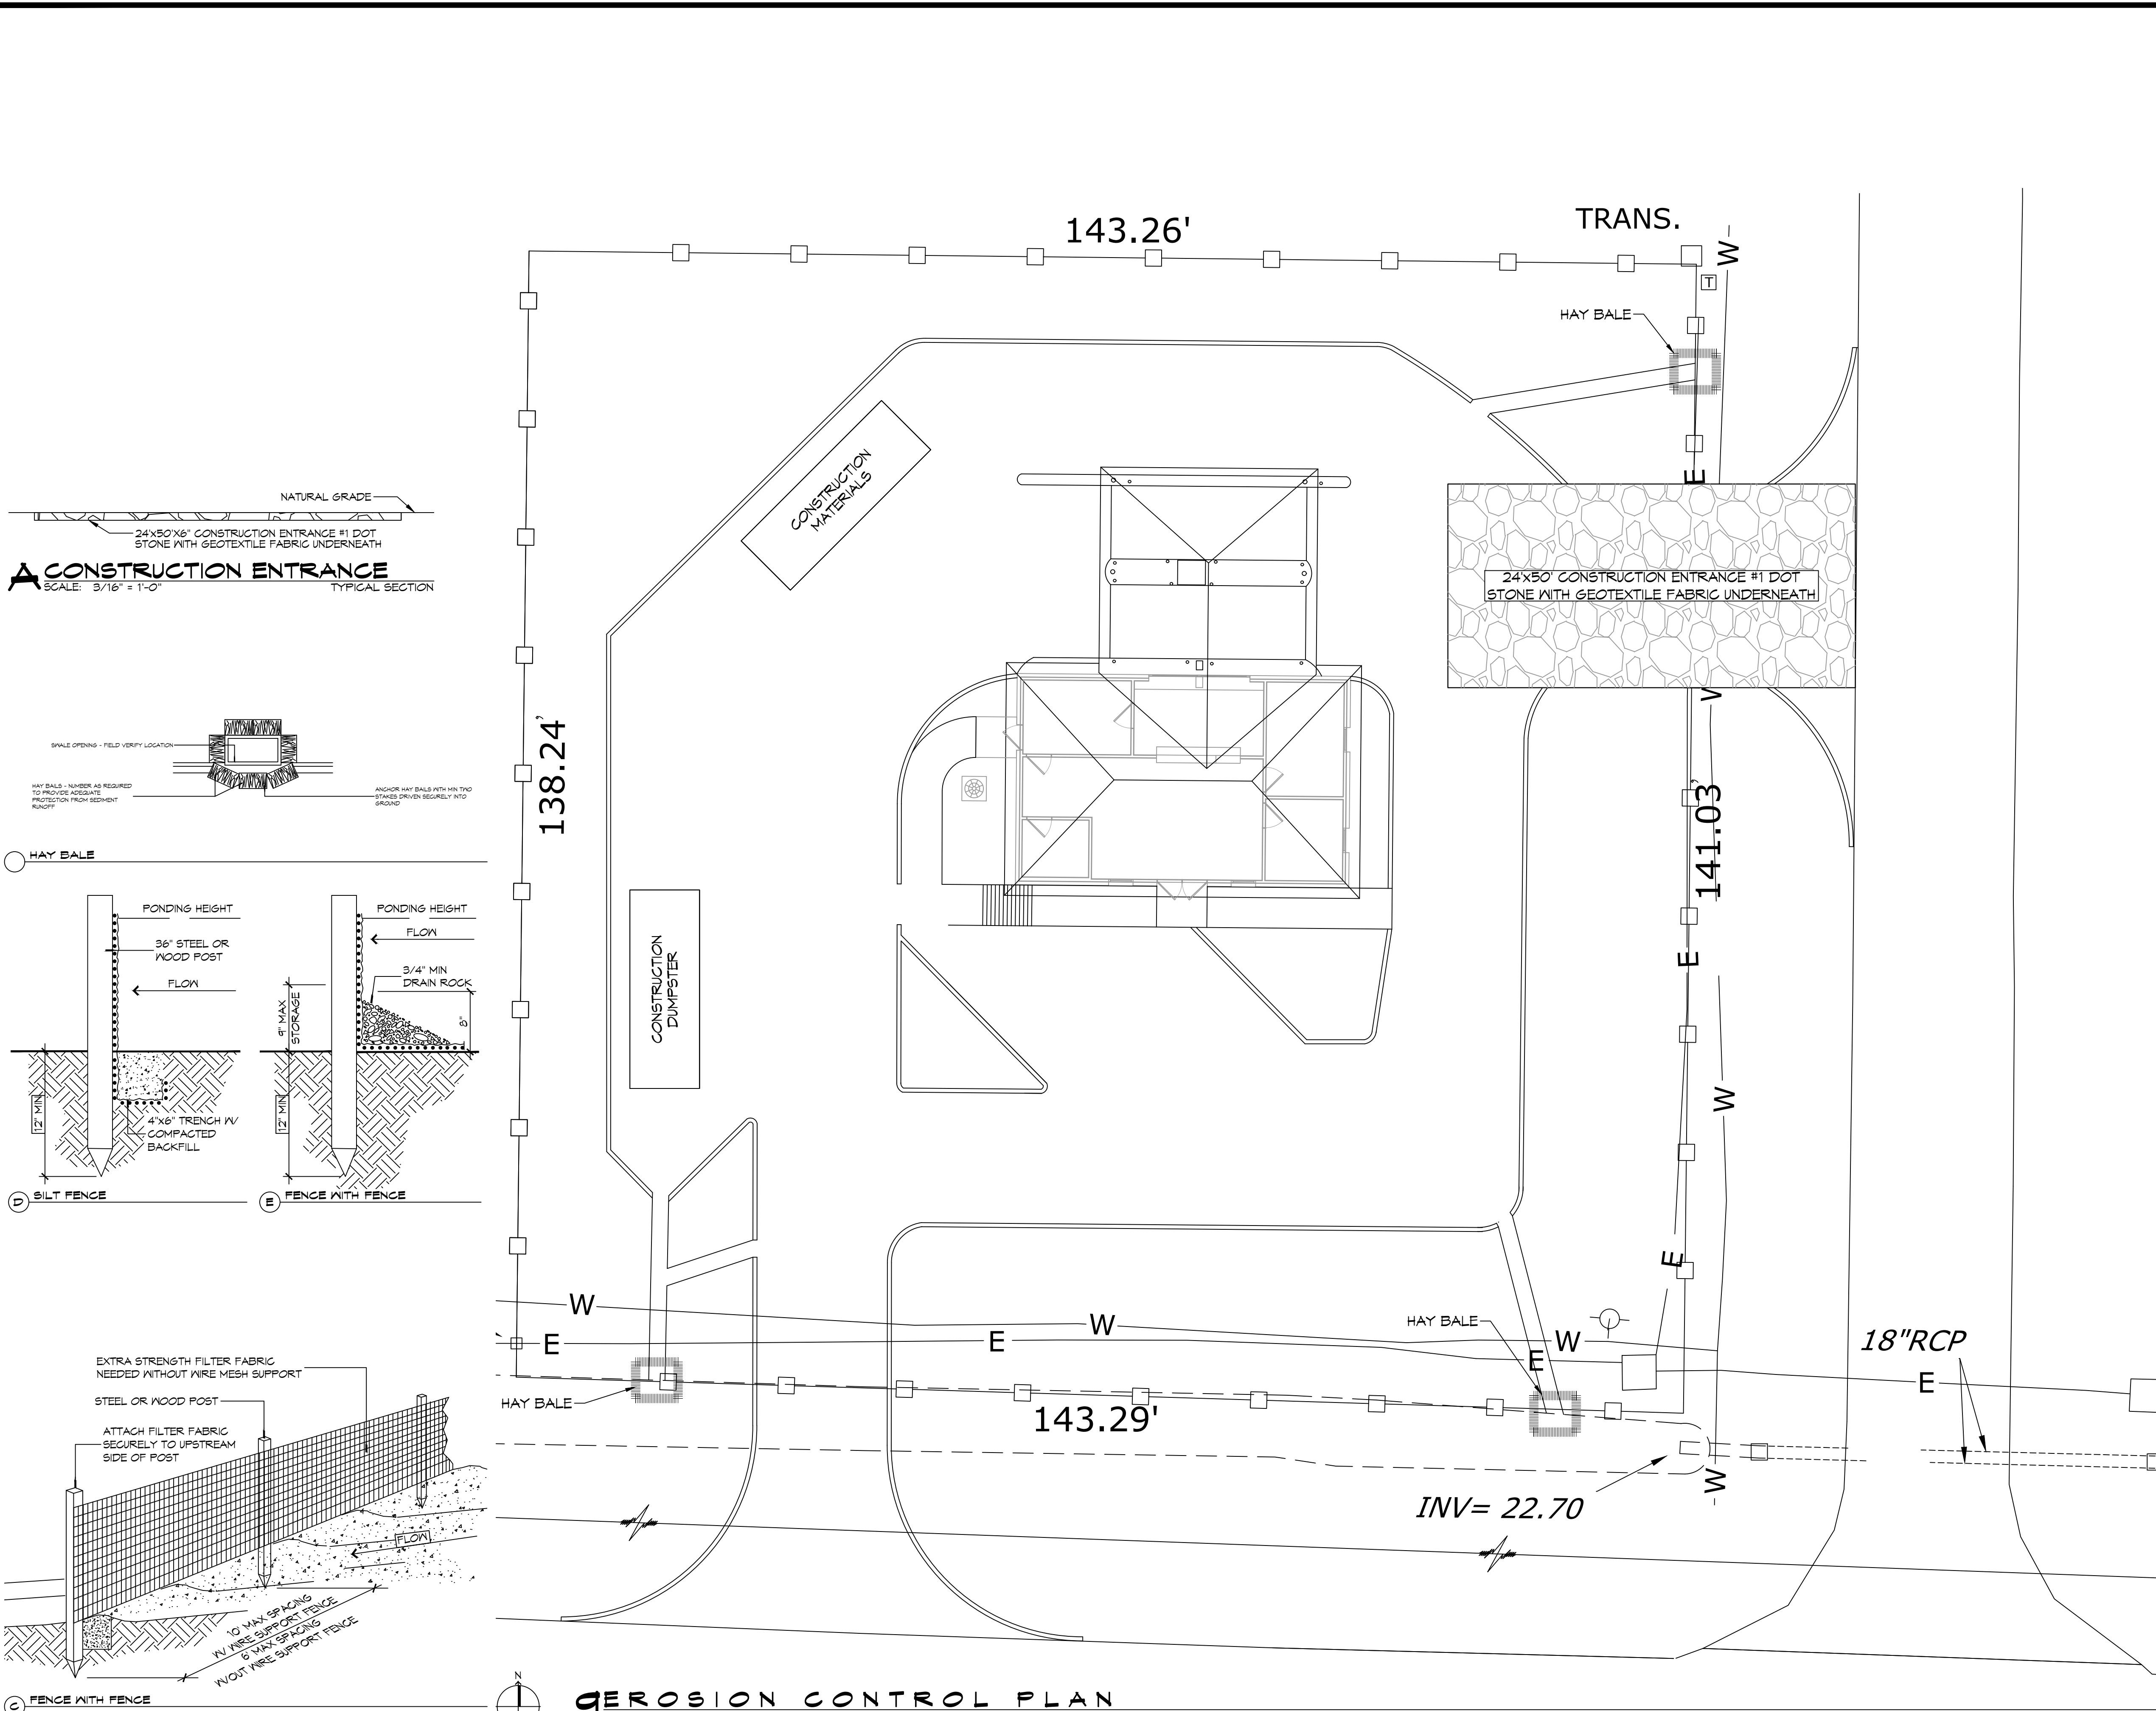 143.26'
TRANS.
W
T
HAY BALE
E
NATURAL GRADE
24'x50'x6" CONSTRUCTION ENTRANCE #1 DOT
STONE WITH GEOTEXTILE FABRIC UNDERNEATH
A CONSTRUCTION ENTRANCE
SCALE: 3/16" = 1'-0"
TYPICAL SECTION
CONSTRUCTION
MATERIALS
24'x50' CONSTRUCTION ENTRANCE #1 DOT
STONE WITH GEOTEXTILE FABRIC UNDERNEATH
W
SWALE OPENING - FIELD VERIFY LOCATION
HAY BAILS - NUMBER AS REQUIRED
TO PROVIDE ADEQUATE
PROTECTION FROM SEDIMENT
RUNOFF
ANCHOR HAY BAILS WITH MIN TWO
STAKES DRIVEN SECURELY INTO
GROUND
HAY BALE
138.24'
141.03'
E
W
CONSTRUCTION
DUMPSTER
PONDING HEIGHT
36" STEEL OR
WOOD POST
FLOW
12" MIN
4"x6" TRENCH W/
COMPACTED
BACKFILL
D SILT FENCE
PONDING HEIGHT
FLOW
3/4" MIN
DRAIN ROCK
9" MAX
STORAGE
8"
12" MIN
E FENCE WITH FENCE
E
W
E
W
E
HAY BALE
W
E
18"RCP
E
HAY BALE
143.29'
W
INV= 22.70
EXTRA STRENGTH FILTER FABRIC
NEEDED WITHOUT WIRE MESH SUPPORT
STEEL OR WOOD POST
ATTACH FILTER FABRIC
SECURELY TO UPSTREAM
SIDE OF POST
FLOW
10' MAX SPACING
W/ WIRE SUPPORT FENCE
6' MAX SPACING
W/OUT WIRE SUPPORT FENCE
C FENCE WITH FENCE
N
EROSION CONTROL PLAN